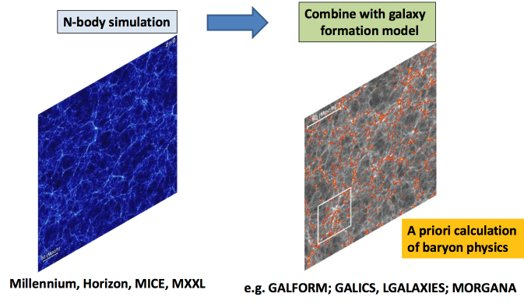 N-body simulation
Combine with galaxy
formation model
A priori calculation
of baryon physics
Millennium, Horizon, MICE, MXXL
e.g. GALFORM; GALICS, LGALAXIES; MORGANA